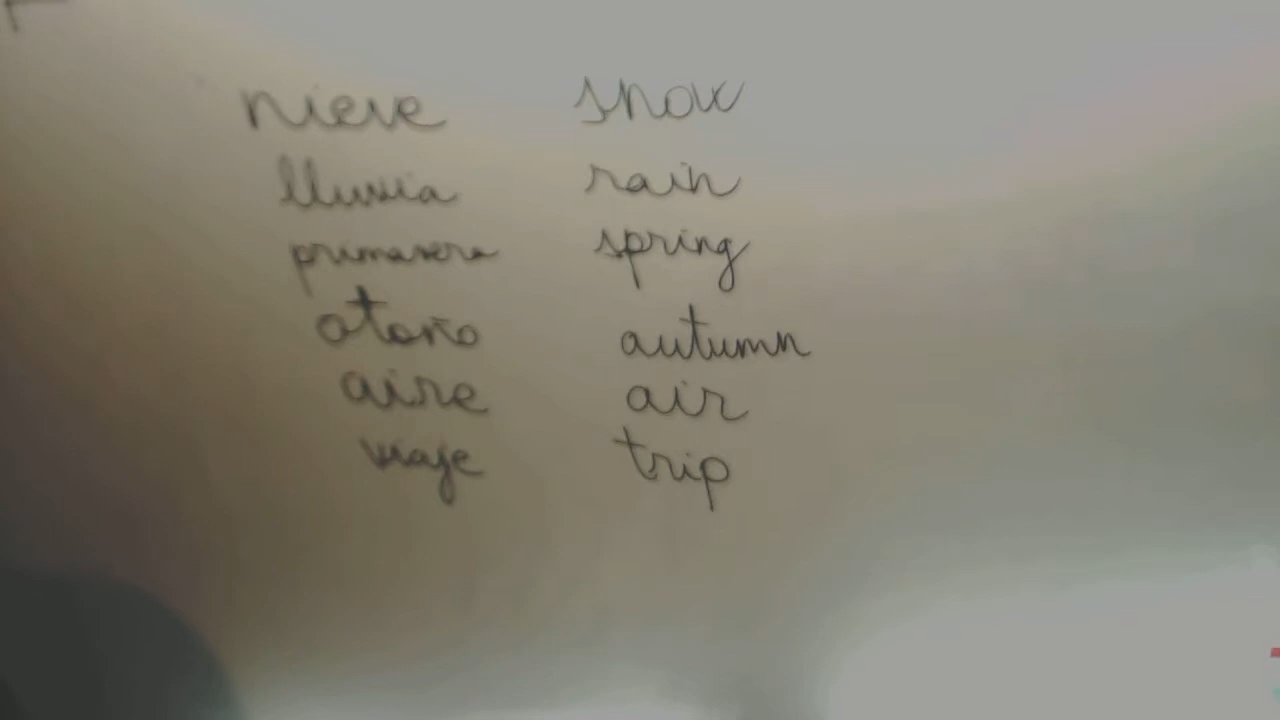 nieve snow
lluvia rain
primavera spring
otoño autumn
aire air
viaje trip